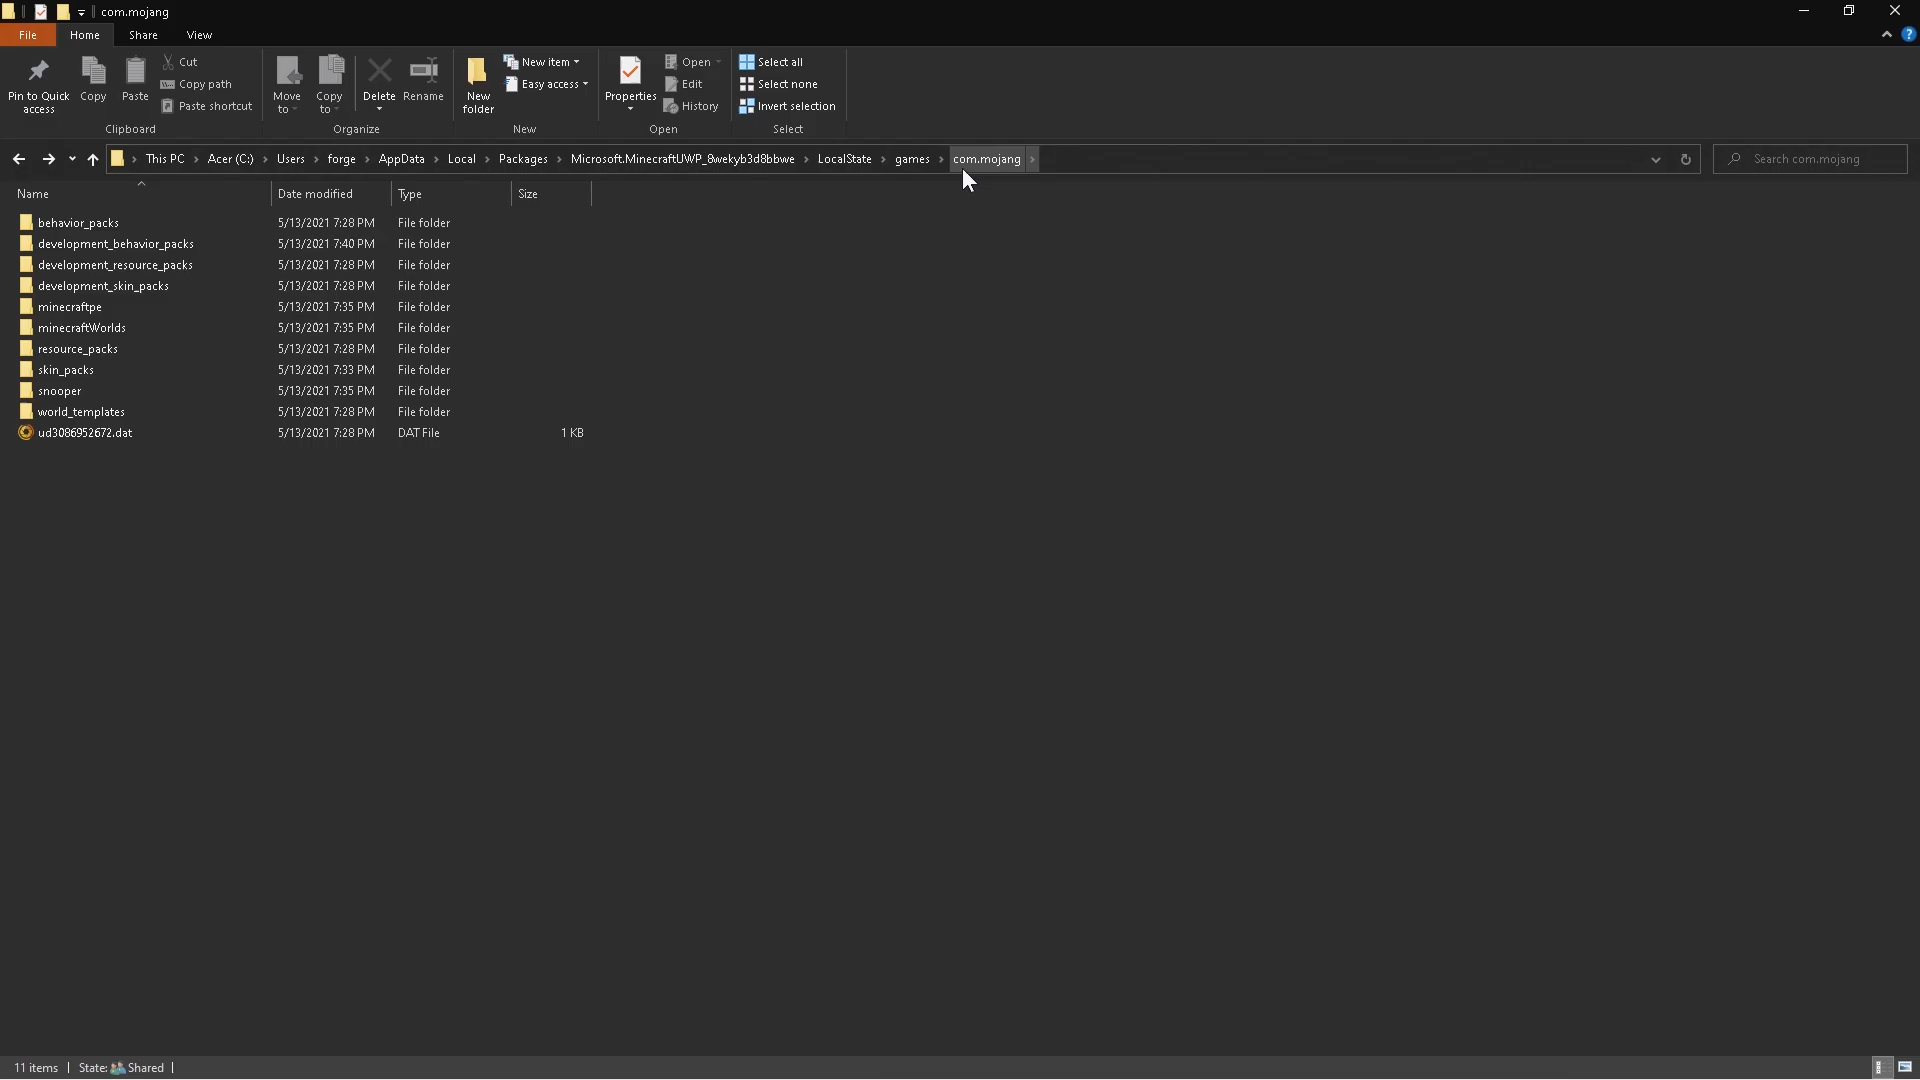 com.mojang
File Home Share View
Pin to Quick access
Copy
Paste
Cut
Copy path
Paste shortcut
Clipboard
Move to
Copy to
Delete
Rename
Organize
New folder
New item
Easy access
New
Properties
Open
Edit
History
Open
Select all
Select none
Invert selection
Select
This PC › Acer (C:) › Users › forge › AppData › Local › Packages › Microsoft.MinecraftUWP_8wekyb3d8bbwe › LocalState › games › com.mojang ›
Search com.mojang
Name Date modified Type Size
behavior_packs 5/13/2021 7:28 PM File folder
development_behavior_packs 5/13/2021 7:40 PM File folder
development_resource_packs 5/13/2021 7:28 PM File folder
development_skin_packs 5/13/2021 7:28 PM File folder
minecraftpe 5/13/2021 7:35 PM File folder
minecraftWorlds 5/13/2021 7:35 PM File folder
resource_packs 5/13/2021 7:28 PM File folder
skin_packs 5/13/2021 7:33 PM File folder
snooper 5/13/2021 7:35 PM File folder
world_templates 5/13/2021 7:28 PM File folder
ud3086952672.dat 5/13/2021 7:28 PM DAT File 1 KB
11 items State: Shared